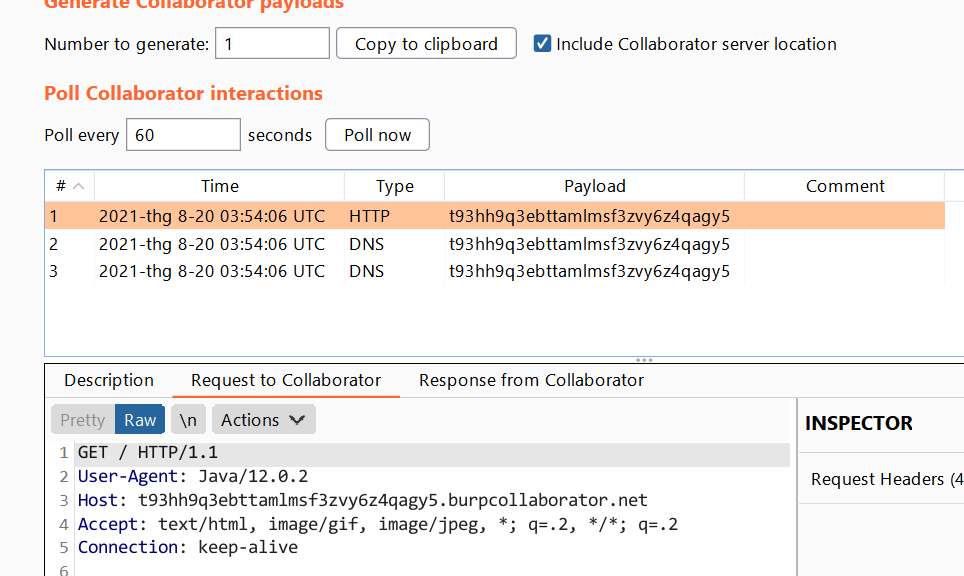 Generate Collaborator payloads
Number to generate: 1 Copy to clipboard Include Collaborator server location
Poll Collaborator interactions
Poll every 60 seconds Poll now
# Time Type Payload Comment
1 2021-thg 8-20 03:54:06 UTC HTTP t93hh9q3ebttamlmsf3zvy6z4qagy5
2 2021-thg 8-20 03:54:06 UTC DNS t93hh9q3ebttamlmsf3zvy6z4qagy5
3 2021-thg 8-20 03:54:06 UTC DNS t93hh9q3ebttamlmsf3zvy6z4qagy5
Description Request to Collaborator Response from Collaborator
Pretty Raw \n Actions
INSPECTOR
1 GET / HTTP/1.1
2 User-Agent: Java/12.0.2
Request Headers (4
3 Host: t93hh9q3ebttamlmsf3zvy6z4qagy5.burpcollaborator.net
4 Accept: text/html, image/gif, image/jpeg, *; q=.2, */*; q=.2
5 Connection: keep-alive
6